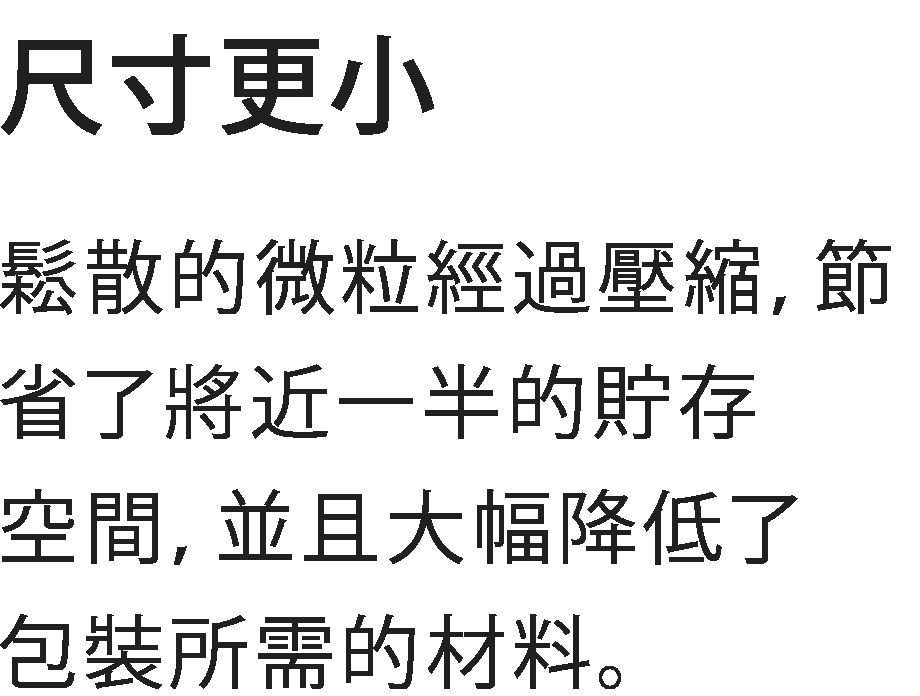 尺寸更小
鬆散的微粒經過壓縮, 節
省了將近一半的貯存
空間, 並且大幅降低了
包裝所需的材料。